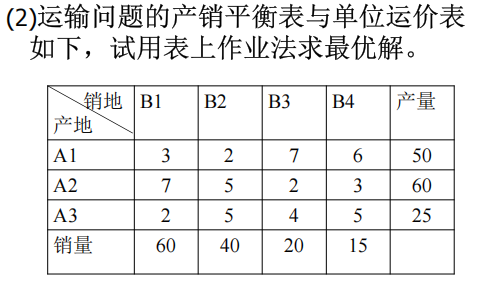 (2)运输问题的产销平衡表与单位运价表
如下，试用表上作业法求最优解。
销地 B1 B2 B3 B4 产量
产地
A1 3 2 7 6 50
A2 7 5 2 3 60
A3 2 5 4 5 25
销量 60 40 20 15